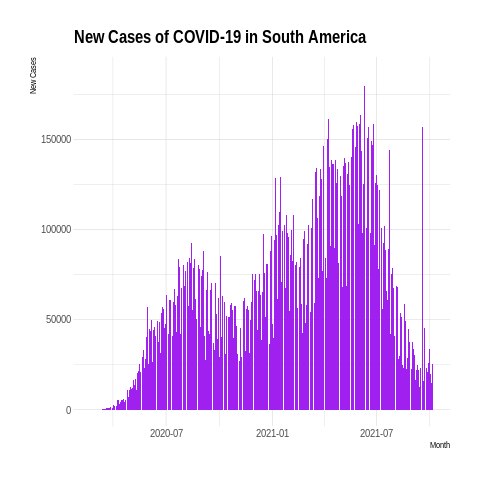 New Cases of COVID-19 in South America
New Cases
150000
100000
50000
0
2020-07
2021-01
2021-07
Month